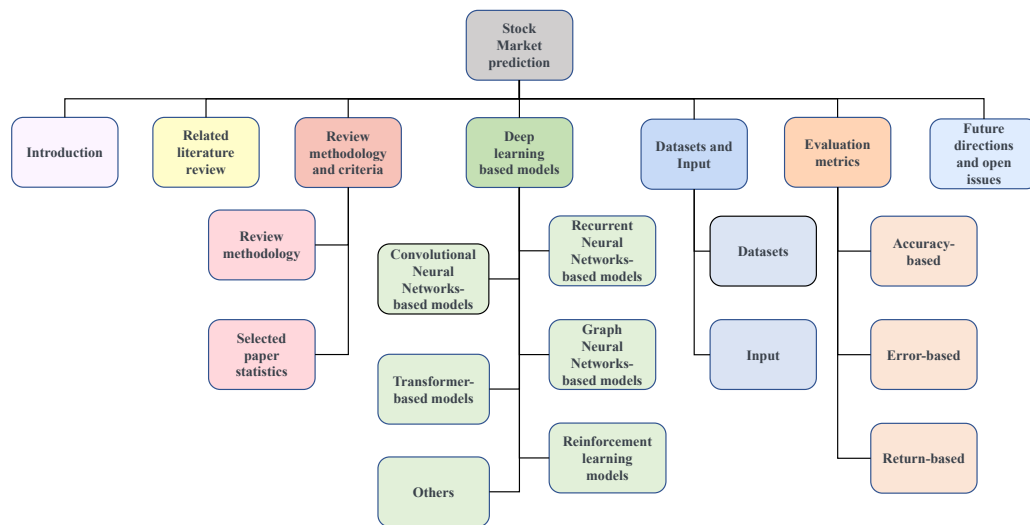 Stock
Market
prediction
Introduction
Related
literature
review
Review
methodology
and criteria
Deep
learning
based models
Datasets and
Input
Evaluation
metrics
Future
directions
and open
issues
Review
methodology
Selected
paper
statistics
Convolutional
Neural
Networks-
based models
Recurrent
Neural
Networks-
based models
Transformer-
based models
Graph
Neural
Networks-
based models
Others
Reinforcement
learning
models
Datasets
Input
Accuracy-
based
Error-based
Return-based